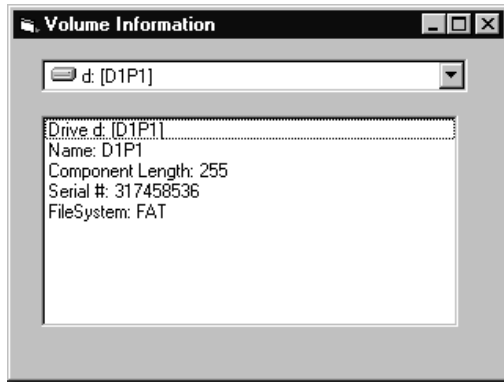 Volume Information
d: [D1P1]
Drive d: [D1P1]
Name: D1P1
Component Length: 255
Serial #: 317458536
FileSystem: FAT